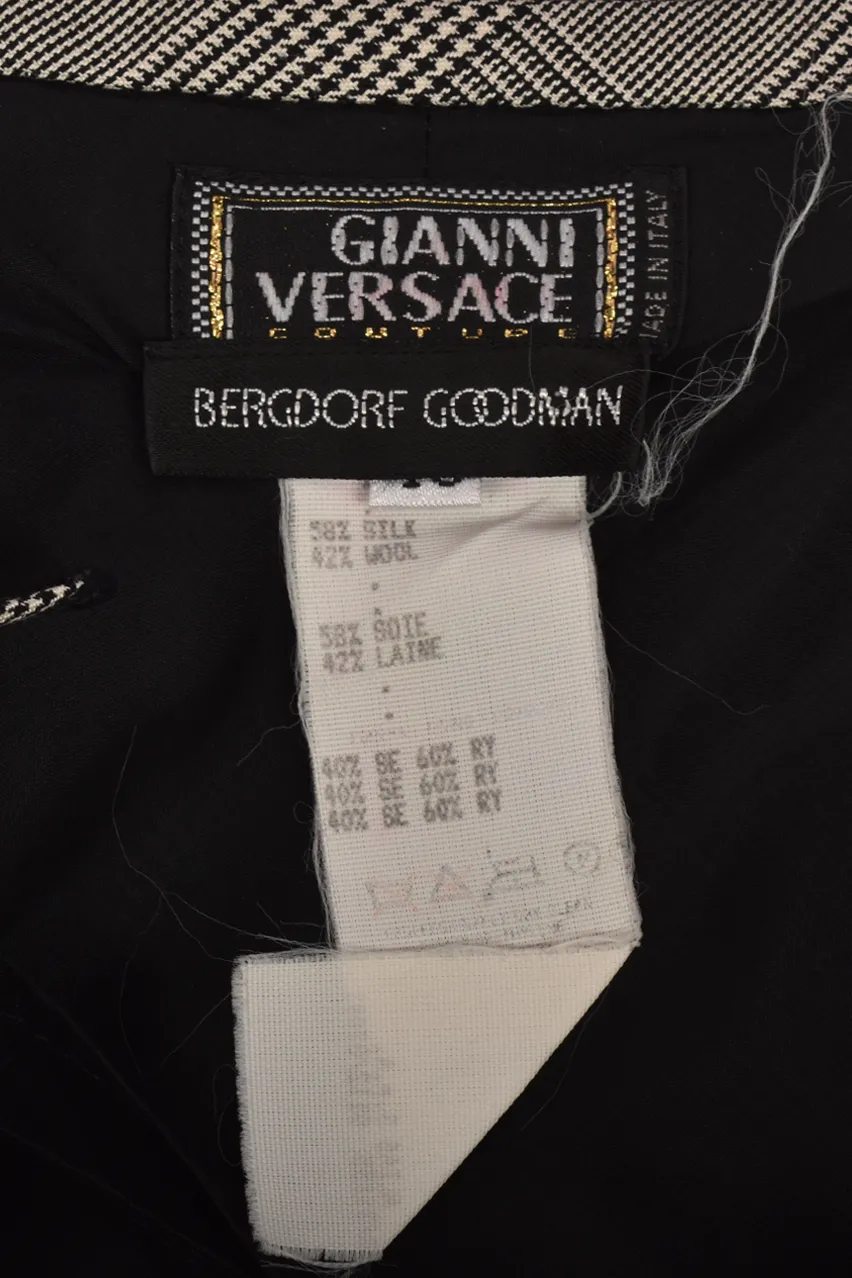 GIANNI
VERSACE
COUTURE
MADE IN ITALY
BERGDORF GOODMAN
58% SILK
42% WOOL
58% SOIE
42% LAINE
40% SE 60% RY
40% SE 60% RY
40% SE 60% RY